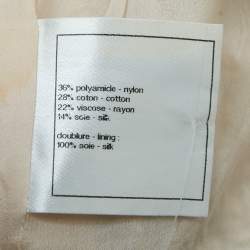 36% polyamide - nylon
28% coton - cotton
22% viscose - rayon
14% soie - silk
doublure - lining :
100% soie - silk